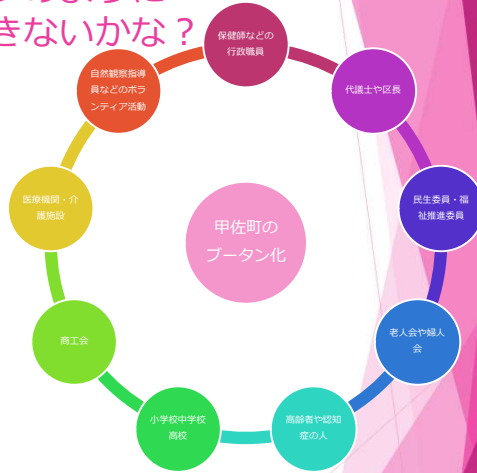 のように
きないかな？
保健師などの
行政職員
代議士や区長
民生委員・福
祉推進委員
老人会や婦人
会
高齢者や認知
症の人
小学校中学校
高校
商工会
医療機関・介
護施設
自然観察指導
員などのボラ
ンティア活動
甲佐町の
ブータン化